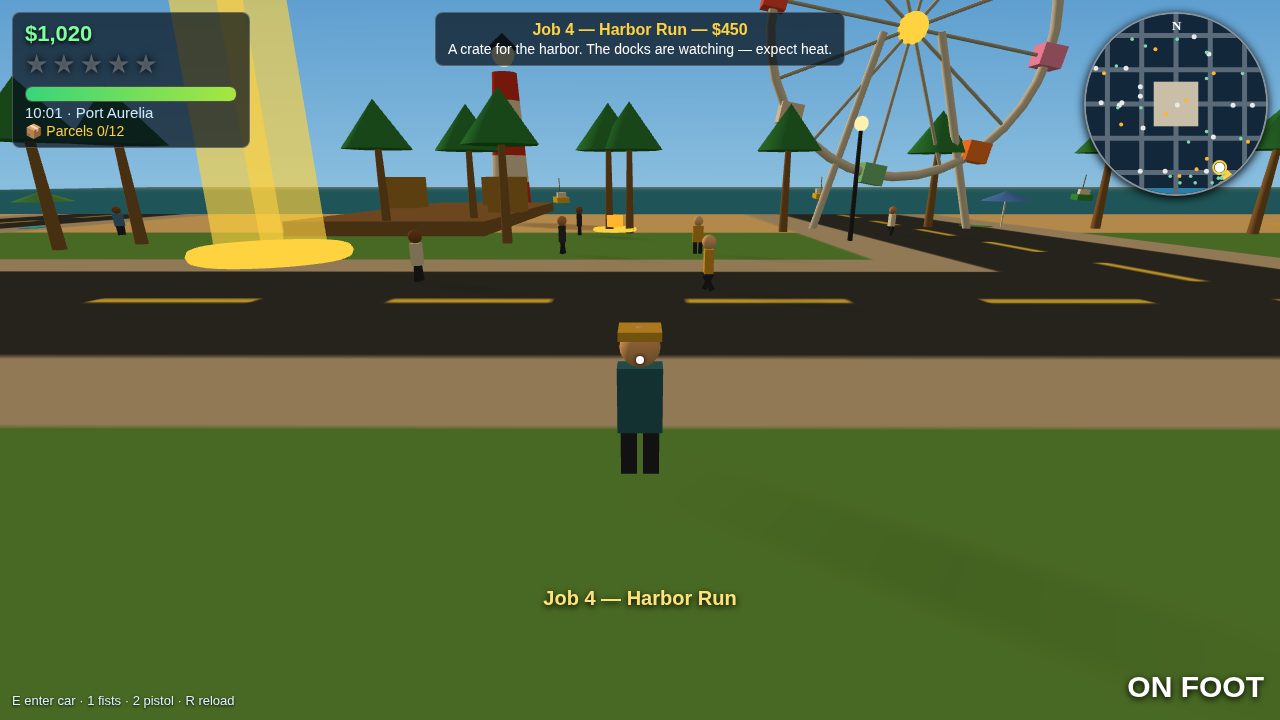 $1,020
★★★★★
10:01 · Port Aurelia
📦 Parcels 0/12
Job 4 — Harbor Run — $450
A crate for the harbor. The docks are watching — expect heat.
N
Job 4 — Harbor Run
E enter car · 1 fists · 2 pistol · R reload
ON FOOT